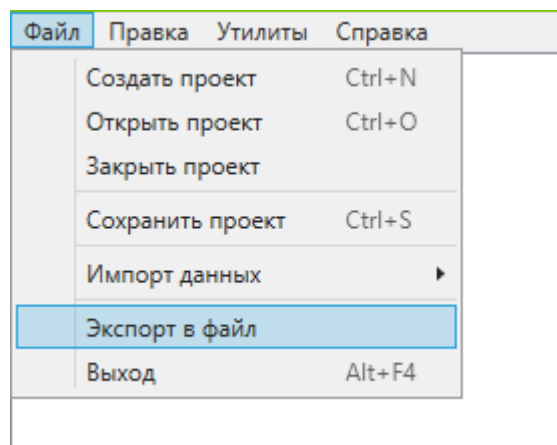 Файл Правка Утилиты Справка
Создать проект Ctrl+N
Открыть проект Ctrl+O
Закрыть проект
Сохранить проект Ctrl+S
Импорт данных
Экспорт в файл
Выход Alt+F4